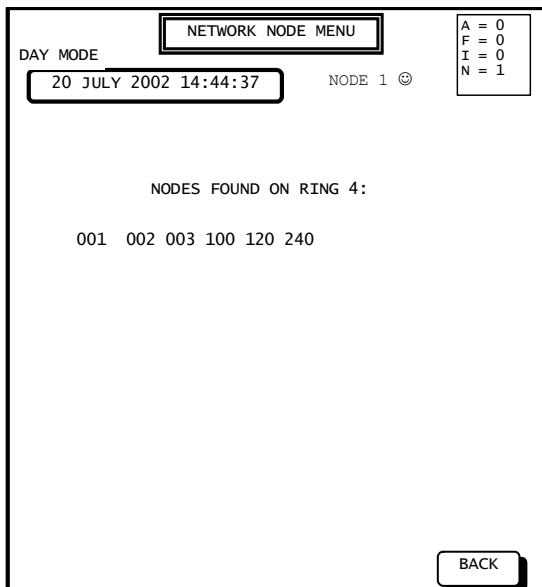 NETWORK NODE MENU
A = 0
F = 0
I = 0
N = 1
DAY MODE
20 JULY 2002 14:44:37
NODE 1 ☺
NODES FOUND ON RING 4:
001 002 003 100 120 240
BACK